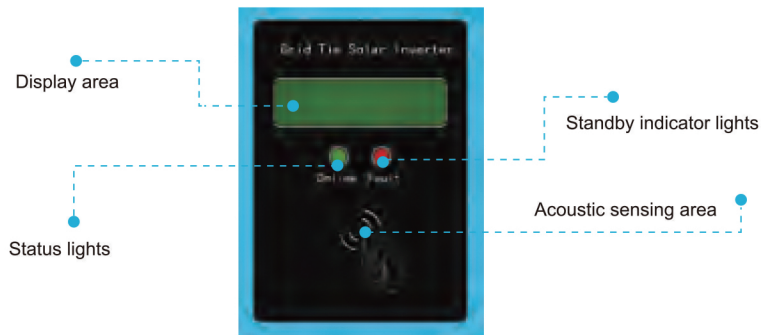 Grid Tie Solar Inverter
Display area
Standby indicator lights
Online Fault
Acoustic sensing area
Status lights